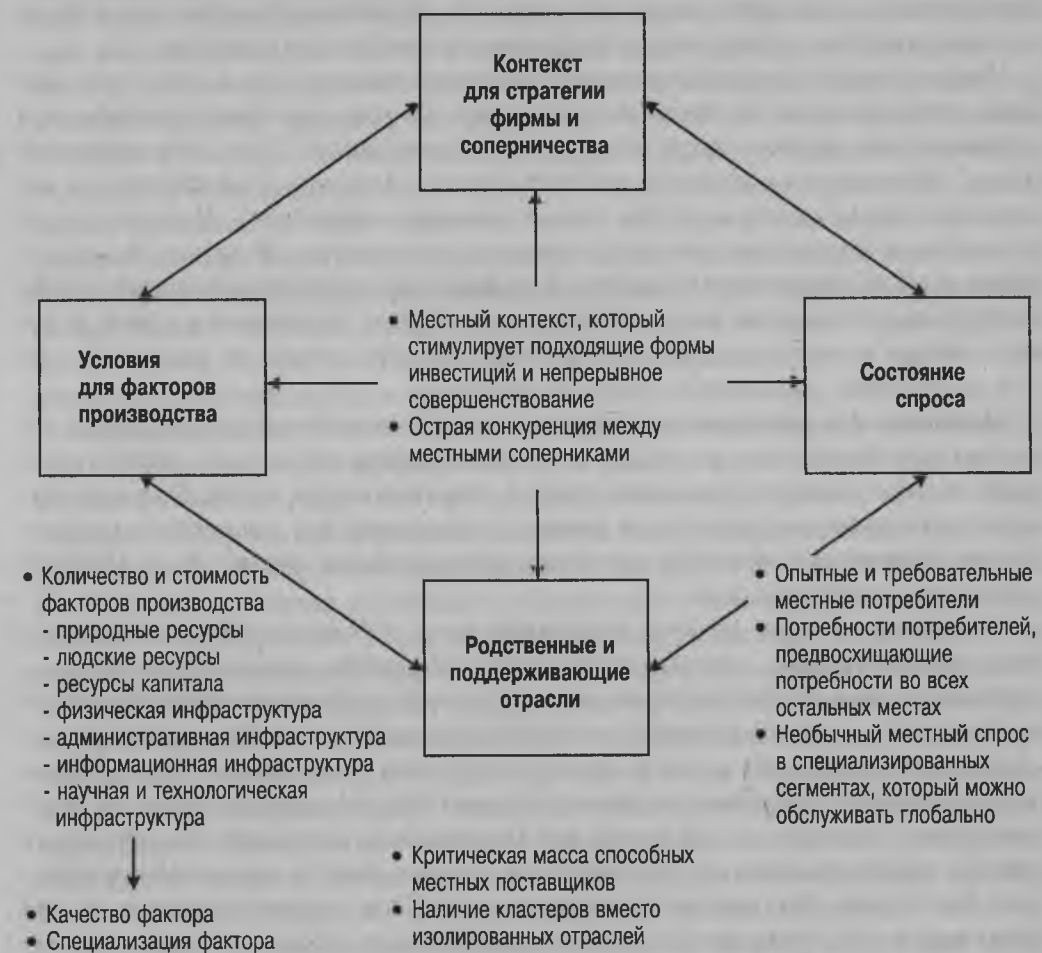 Контекст
для стратегии
фирмы и
соперничества
Условия
для факторов
производства
• Местный контекст, который
стимулирует подходящие формы
инвестиций и непрерывное
совершенствование
• Острая конкуренция между
местными соперниками
Состояние
спроса
• Количество и стоимость
факторов производства
- природные ресурсы
- людские ресурсы
- ресурсы капитала
- физическая инфраструктура
- административная инфраструктура
- информационная инфраструктура
- научная и технологическая
инфраструктура
• Качество фактора
• Специализация фактора
Родственные и
поддерживающие
отрасли
• Критическая масса способных
местных поставщиков
• Наличие кластеров вместо
изолированных отраслей
• Опытные и требовательные
местные потребители
• Потребности потребителей,
предвосхищающие
потребности во всех
остальных местах
• Необычный местный спрос
в специализированных
сегментах, который можно
обслуживать глобально